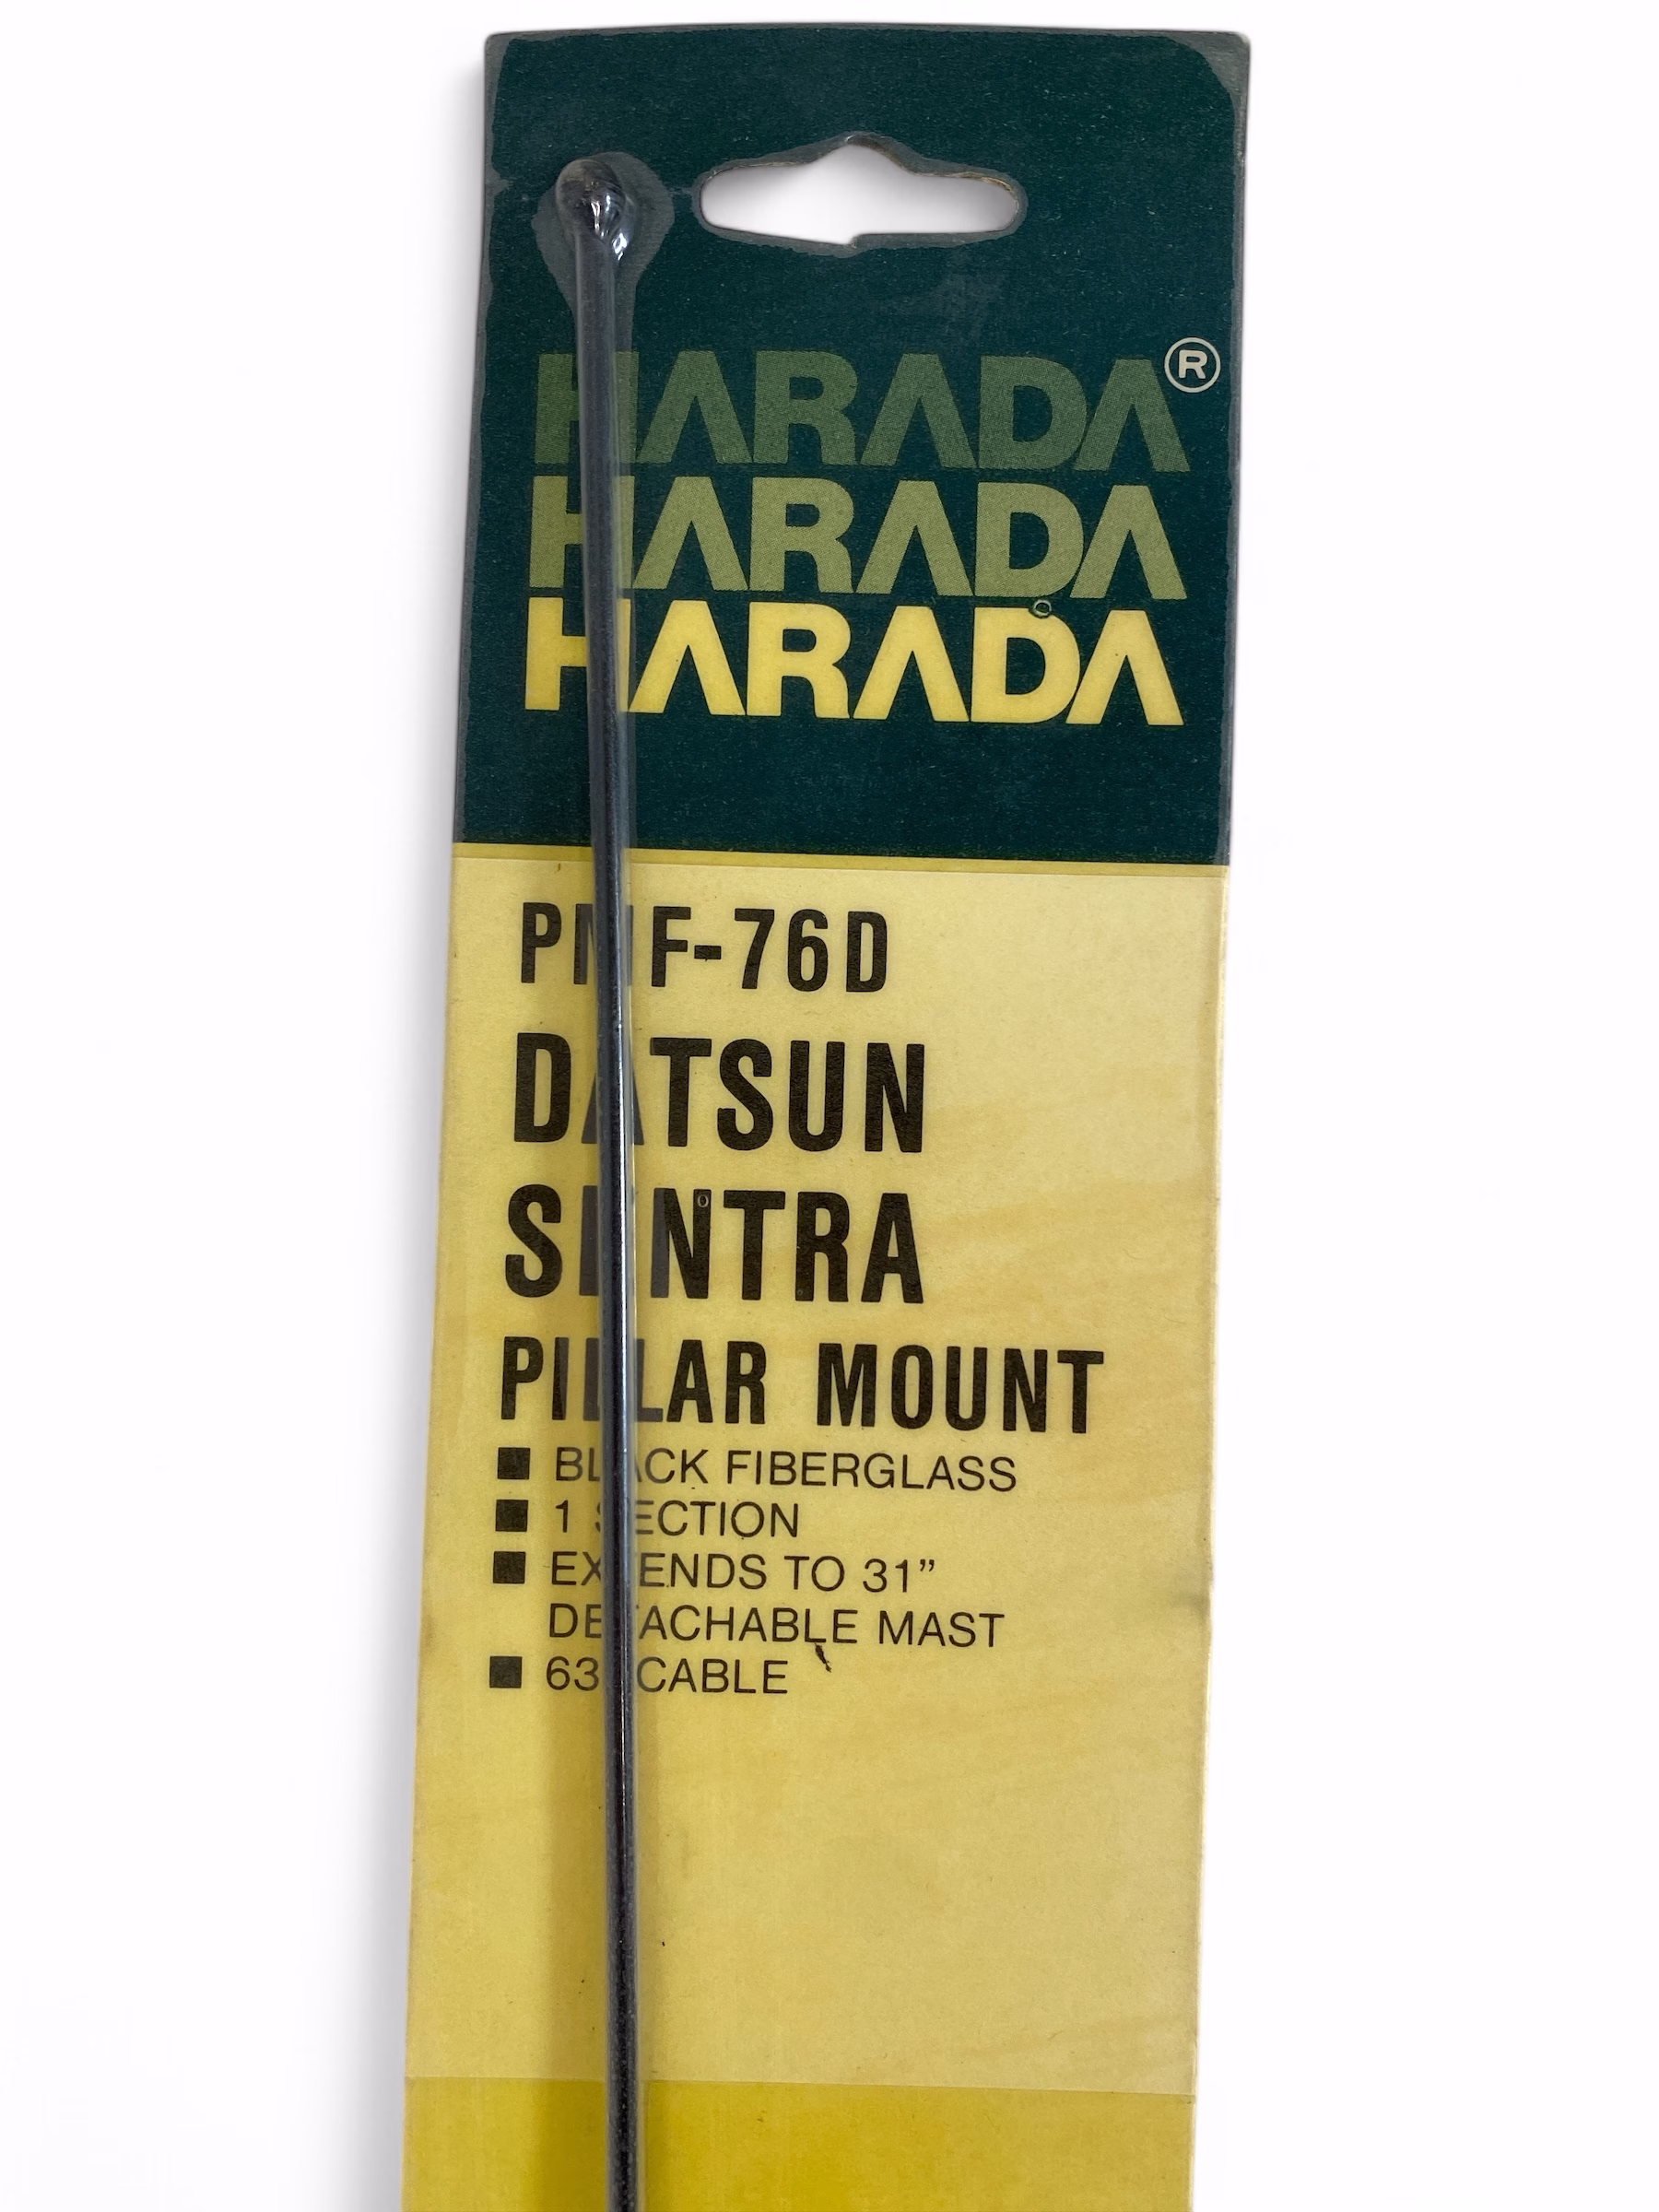 HARADA®
HARADA
HARADA
PMF-76D
DATSUN
SENTRA
PILLAR MOUNT
■ BLACK FIBERGLASS
■ 1 SECTION
■ EXTENDS TO 31”
DETACHABLE MAST
■ 63” CABLE